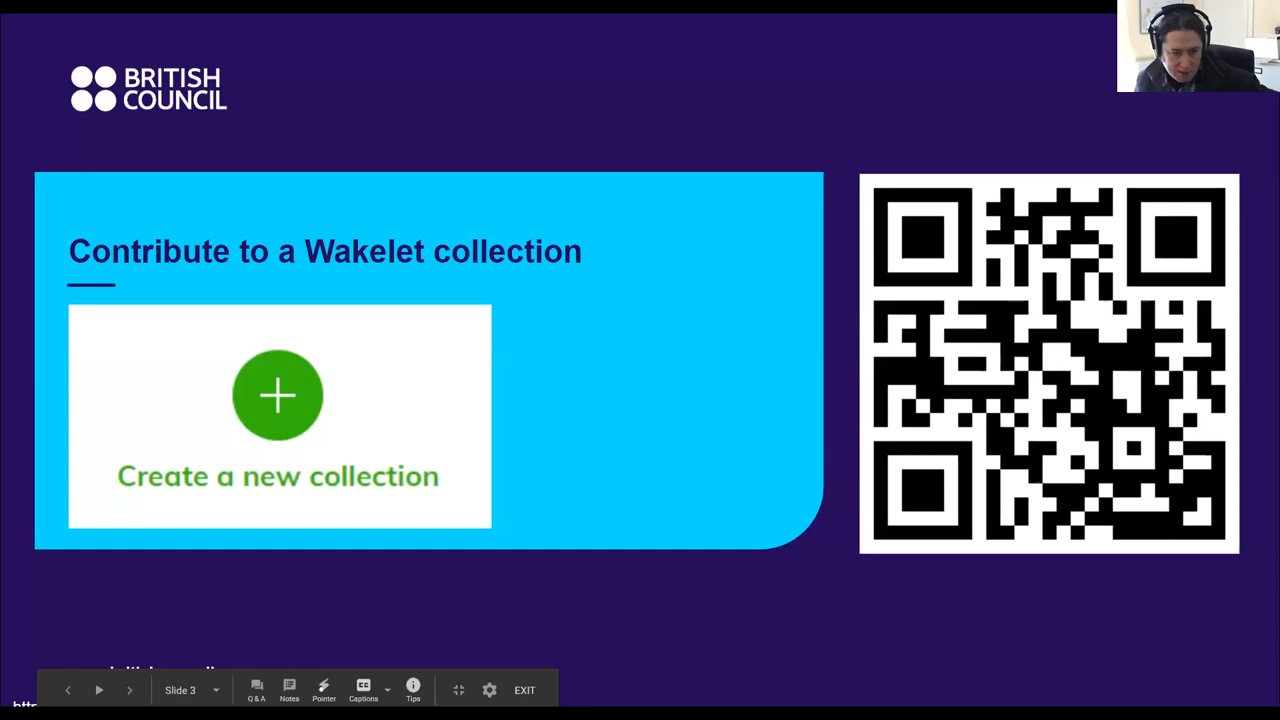 BRITISH
COUNCIL
Contribute to a Wakelet collection
Create a new collection
Slide 3
Q & A
Notes
Pointer
Captions
Tips
EXIT